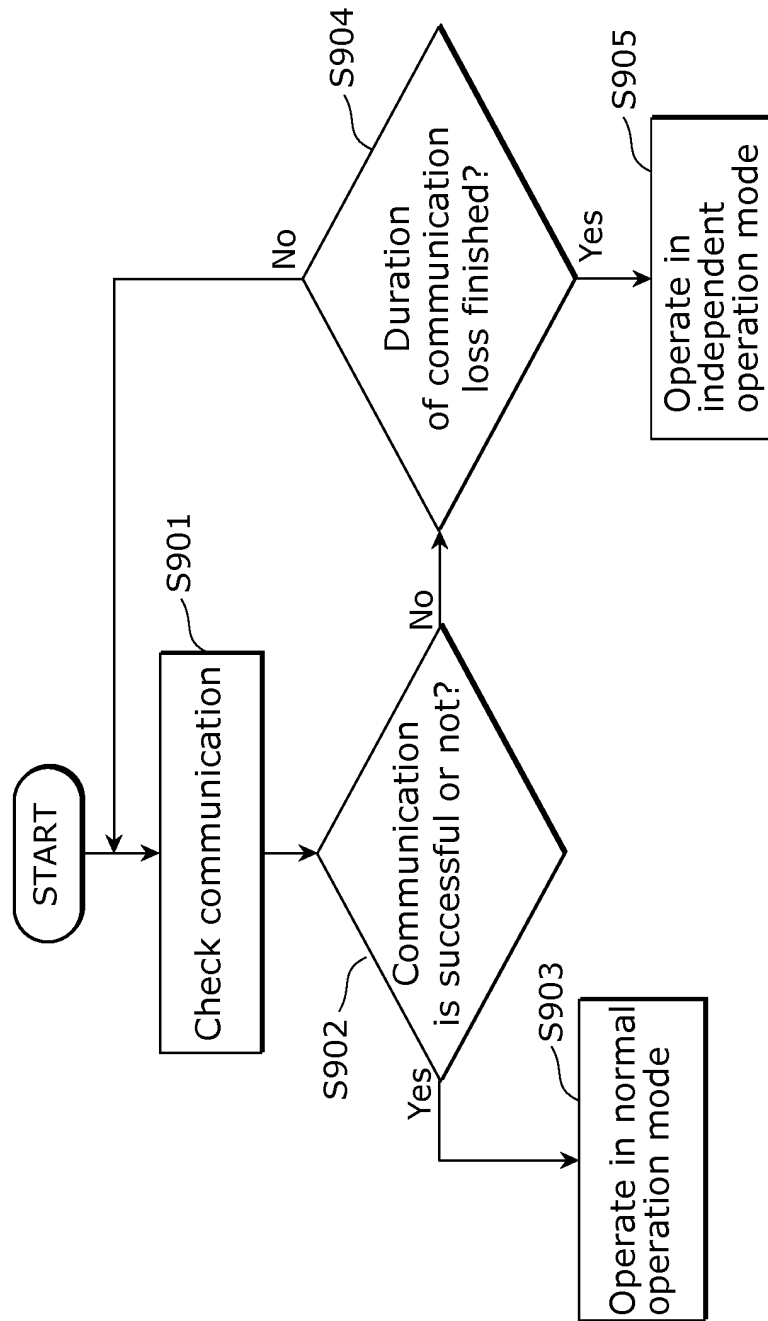 START
Check communication
S901
Communication
is successful or not?
S902
Yes
No
Operate in normal
operation mode
S903
Duration
of communication
loss finished?
S904
No
Yes
Operate in
independent
operation mode
S905